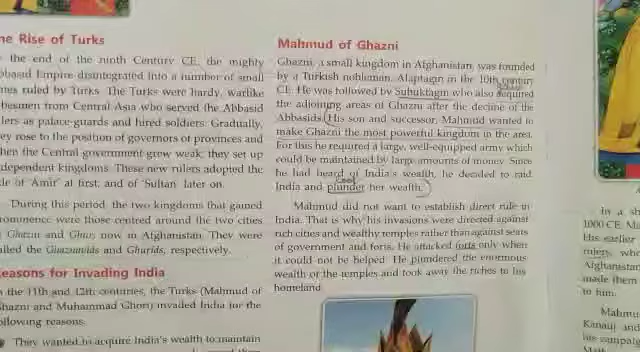 he Rise of Turks
the end of the ninth Century CE, the mighty
bbasid Empire disintegrated into a number of small
nes ruled by Turks. The Turks were hardy, warlike
besmen from Central Asia who served the Abbasid
lers as palace-guards and hired soldiers. Gradually,
ey rose to the position of governors of provinces and
hen the Central government grew weak, they set up
dependent kingdoms. These new rulers adopted the
tle of 'Amir' at first, and of 'Sultan' later on.
During this period, the two kingdoms that gained
rominence were those centred around the two cities
Ghazni and Ghur, now in Afghanistan. They were
alled the Ghaznavids and Ghurids, respectively.
easons for Invading India
n the 11th and 12th centuries, the Turks (Mahmud of
hazni and Muhammad Ghori) invaded India for the
ollowing reasons.
They wanted to acquire India's wealth to maintain
Mahmud of Ghazni
Ghazni, a small kingdom in Afghanistan, was founded
by a Turkish nobleman, Alaptagin in the 10th century
CE. He was followed by Subuktagin who also acquired
the adjoining areas of Ghazni after the decline of the
Abbasids. His son and successor, Mahmud wanted to
make Ghazni the most powerful kingdom in the area.
For this he required a large, well-equipped army which
could be maintained by large amounts of money. Since
he had heard of India's wealth, he decided to raid
India and plunder her wealth.
Mahmud did not want to establish direct rule in
India. That is why his invasions were directed against
rich cities and wealthy temples rather than against seats
of government and forts. He attacked forts only when
it could not be helped. He plundered the enormous
wealth of the temples and took away the riches to his
homeland.
In a sh
1000 CE. Ma
His earlier
rulers, who
Afghanistan
made them
to him.
Mahmu
Kanauj and
his campaig